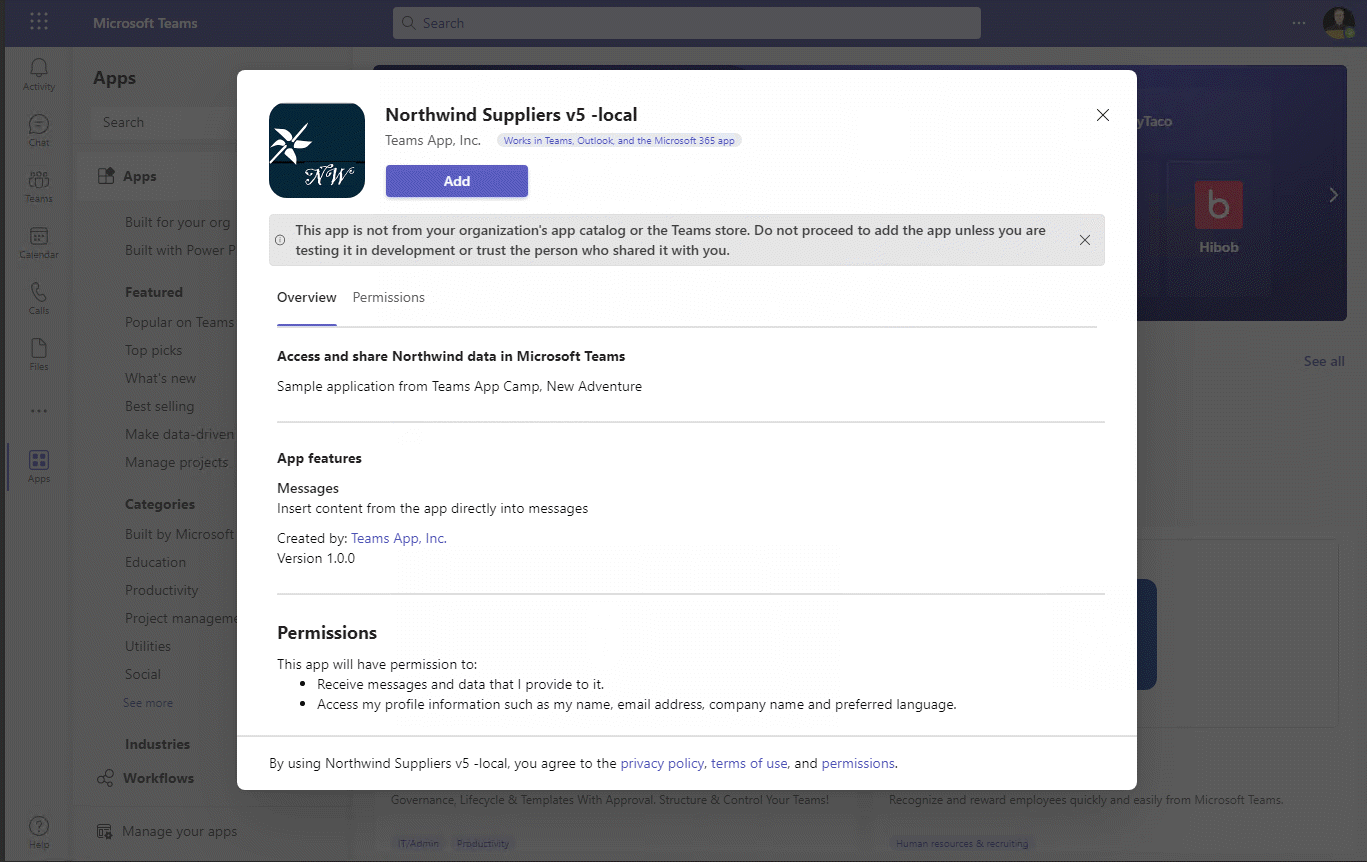 Microsoft Teams
Search
Activity
Chat
Teams
Calendar
Calls
Files
Apps
Help
Apps
Search
Apps
Built for your org
Built with Power P
Featured
Popular on Teams
Top picks
What's new
Best selling
Make data-driven
Manage projects
Categories
Built by Microsoft
Education
Productivity
Project manageme
Utilities
Social
See more
Industries
Workflows
Manage your apps
Northwind Suppliers v5 -local
Teams App, Inc.
Works in Teams, Outlook, and the Microsoft 365 app
NW
Add
This app is not from your organization's app catalog or the Teams store. Do not proceed to add the app unless you are
testing it in development or trust the person who shared it with you.
Overview
Permissions
Access and share Northwind data in Microsoft Teams
Sample application from Teams App Camp, New Adventure
App features
Messages
Insert content from the app directly into messages
Created by: Teams App, Inc.
Version 1.0.0
Permissions
This app will have permission to:
Receive messages and data that I provide to it.
Access my profile information such as my name, email address, company name and preferred language.
By using Northwind Suppliers v5 -local, you agree to the privacy policy, terms of use, and permissions.
yTaco
b
Hibob
See all
Governance, Lifecycle & Templates With Approval. Structure & Control Your Teams!
IT/Admin
Productivity
Recognize and reward employees quickly and easily from Microsoft Teams.
Human resources & recruiting